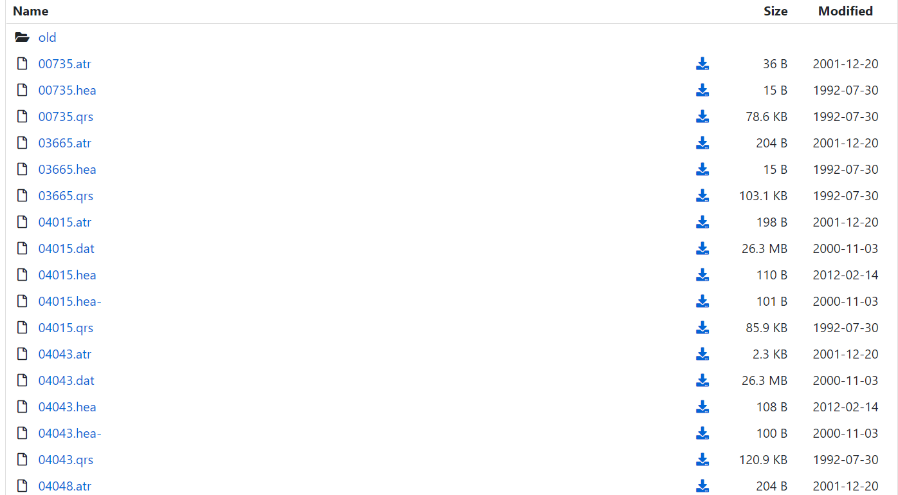 Name Size Modified
old
00735.atr 36 B 2001-12-20
00735.hea 15 B 1992-07-30
00735.qrs 78.6 KB 1992-07-30
03665.atr 204 B 2001-12-20
03665.hea 15 B 1992-07-30
03665.qrs 103.1 KB 1992-07-30
04015.atr 198 B 2001-12-20
04015.dat 26.3 MB 2000-11-03
04015.hea 110 B 2012-02-14
04015.hea- 101 B 2000-11-03
04015.qrs 85.9 KB 1992-07-30
04043.atr 2.3 KB 2001-12-20
04043.dat 26.3 MB 2000-11-03
04043.hea 108 B 2012-02-14
04043.hea- 100 B 2000-11-03
04043.qrs 120.9 KB 1992-07-30
04048.atr 204 B 2001-12-20